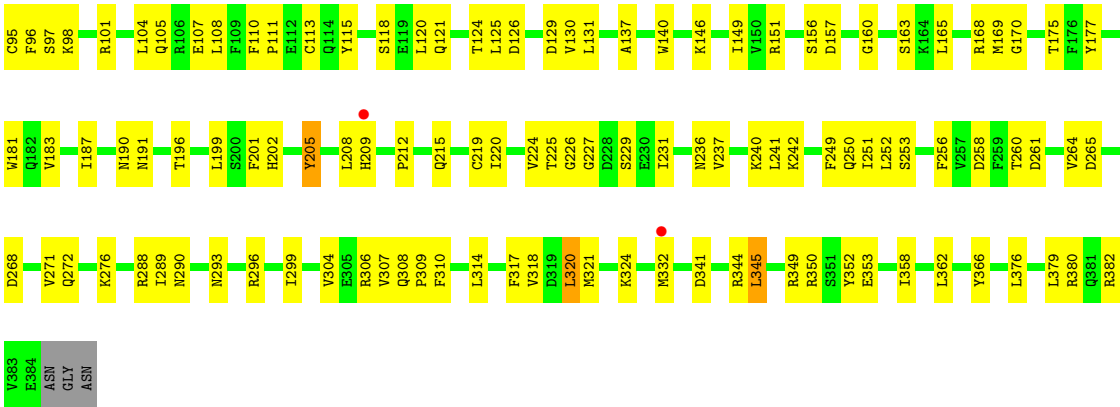 C95 F96 S97 K98 R101 L104 Q105 R106 E107 L108 F109 F110 P111 E112 C113 Q114 Y115 S118 E119 L120 Q121 T124 L125 D126 D129 V130 L131 A137 W140 K146 I149 V150 L151 S156 D157 G160 S163 K164 L165 R168 M169 G170 T175 F176 Y177
W181 Q182 V183 I187 N190 N191 T196 L199 S200 F201 H202 Y205 L208 H209 P212 Q215 C219 I220 V224 T225 G226 G227 D228 S229 E230 I231 N236 V237 K240 L241 K242 F249 Q250 I251 L252 S253 F256 V257 D258 F259 T260 D261 V264 D265
D268 V271 Q272 K276 R288 I289 N290 N293 R296 I299 V304 E305 R306 V307 Q308 P309 F310 L314 F317 V318 D319 L320 M321 K324 M332 D341 R344 L345 R349 R350 S351 Y352 E353 I358 L362 Y366 L376 L379 R380 Q381 R382
V383 E384 ASN GLY ASN